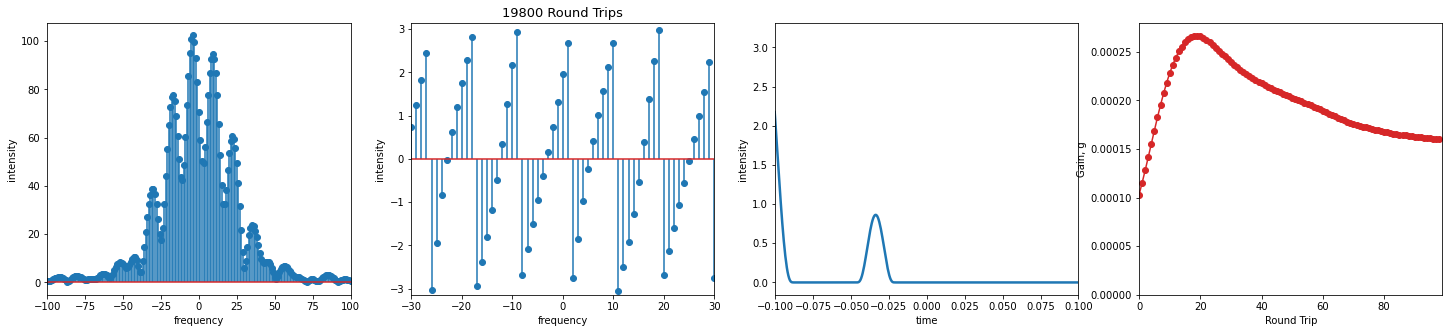 19800 Round Trips
intensity
100
80
60
40
20
0
−100 −75 −50 −25 0 25 50 75 100
frequency
intensity
3
2
1
0
−1
−2
−3
−30 −20 −10 0 10 20 30
frequency
intensity
3.0
2.5
2.0
1.5
1.0
0.5
0.0
−0.100 −0.075 −0.050 −0.025 0.000 0.025 0.050 0.075 0.100
time
Gain, g
0.00025
0.00020
0.00015
0.00010
0.00005
0.00000
0 20 40 60 80
Round Trip